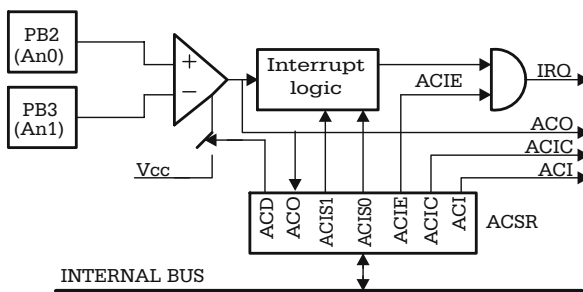 PB2
(An0)
PB3
(An1)
+
−
Interrupt
logic
ACIE
IRQ
ACO
ACIC
ACI
Vcc
ACD
ACO
ACIS1
ACIS0
ACIE
ACIC
ACI
ACSR
INTERNAL BUS